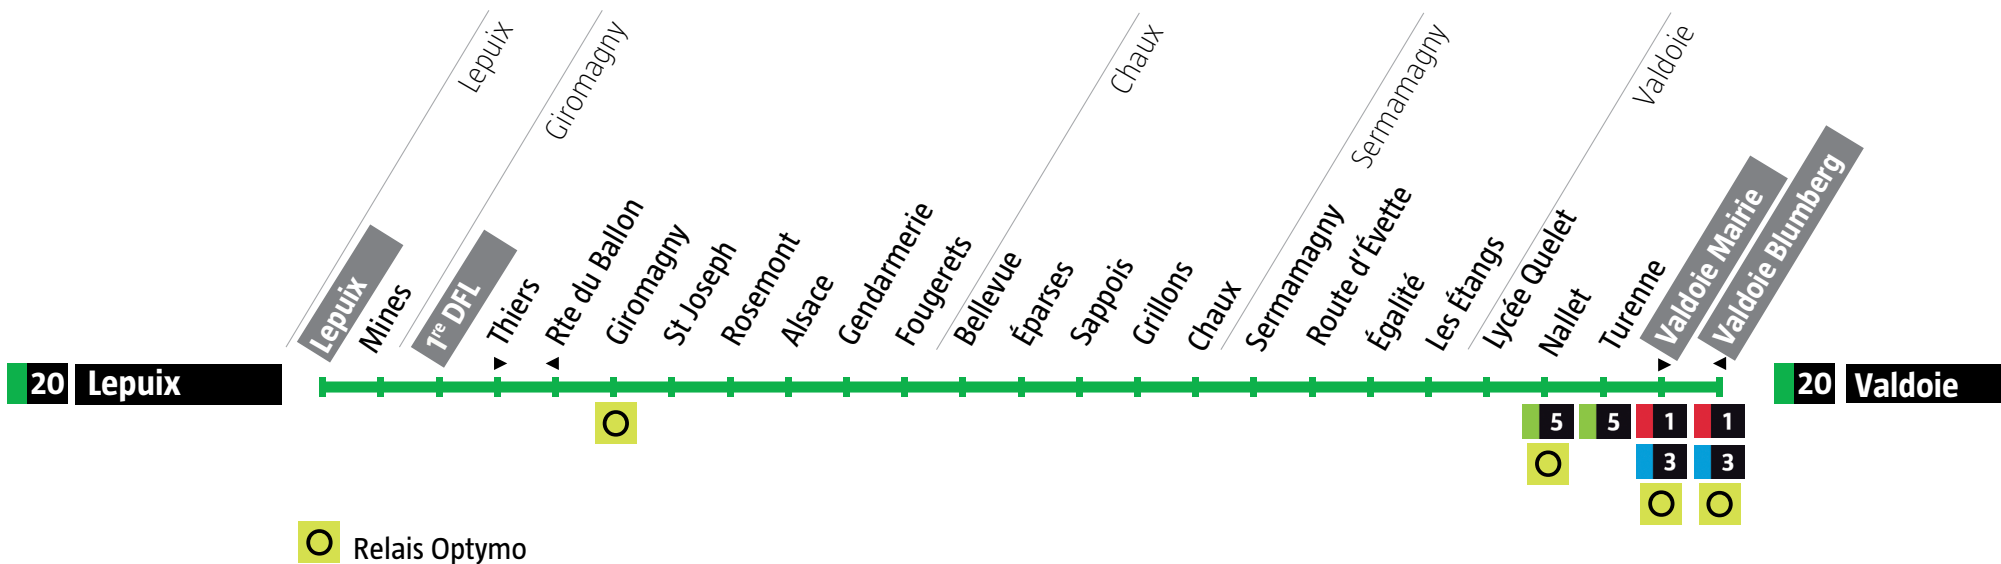 Lepuix
Giromagny
Chaux
Sermamagny
Valdoie
Lepuix
Mines
1re DFL
Thiers
Rte du Ballon
Giromagny
St Joseph
Rosemont
Alsace
Gendarmerie
Fougerets
Bellevue
Éparses
Sappois
Grillons
Chaux
Sermamagny
Route d'Évette
Égalité
Les Étangs
Lycée Quelet
Nallet
Turenne
Valdoie Mairie
Valdoie Blumberg
20 Lepuix
20 Valdoie
5 5 1 1
3 3
Relais Optymo